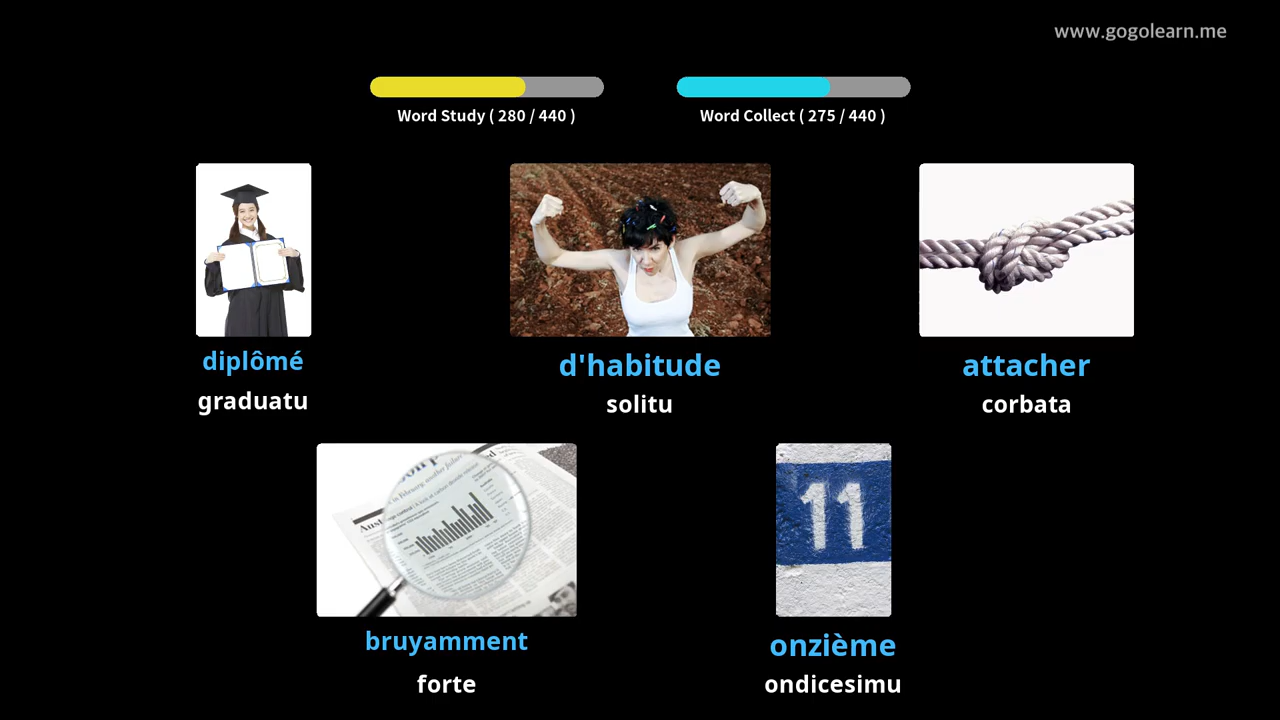 www.gogolearn.me
Word Study ( 280 / 440 )
Word Collect ( 275 / 440 )
diplômé
graduatu
d'habitude
solitu
attacher
corbata
11
bruyamment
forte
onzième
ondicesimu